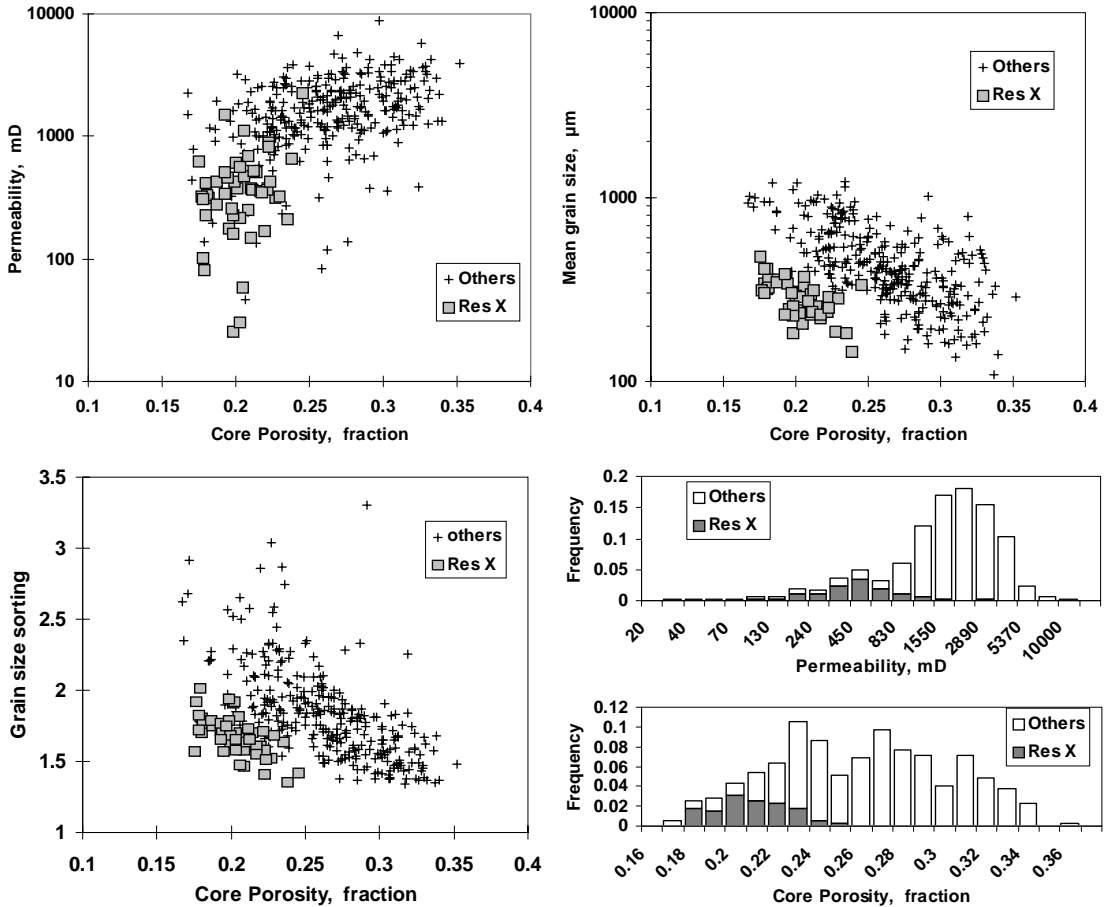 10000
1000
100
10
Permeability, mD
Others
Res X
0.1 0.15 0.2 0.25 0.3 0.35 0.4
Core Porosity, fraction
10000
1000
100
Mean grain size, µm
Others
Res X
0.1 0.15 0.2 0.25 0.3 0.35 0.4
Core Porosity, fraction
3.5
3
2.5
2
1.5
1
Grain size sorting
others
Res X
0.1 0.15 0.2 0.25 0.3 0.35 0.4
Core Porosity, fraction
0.2
0.15
0.1
0.05
0
Frequency
Others
Res X
20 40 70 130 240 450 830 1550 2890 5370 10000
Permeability, mD
0.12
0.1
0.08
0.06
0.04
0.02
0
Frequency
Others
Res X
0.16 0.18 0.2 0.22 0.24 0.26 0.28 0.3 0.32 0.34 0.36
Core Porosity, fraction